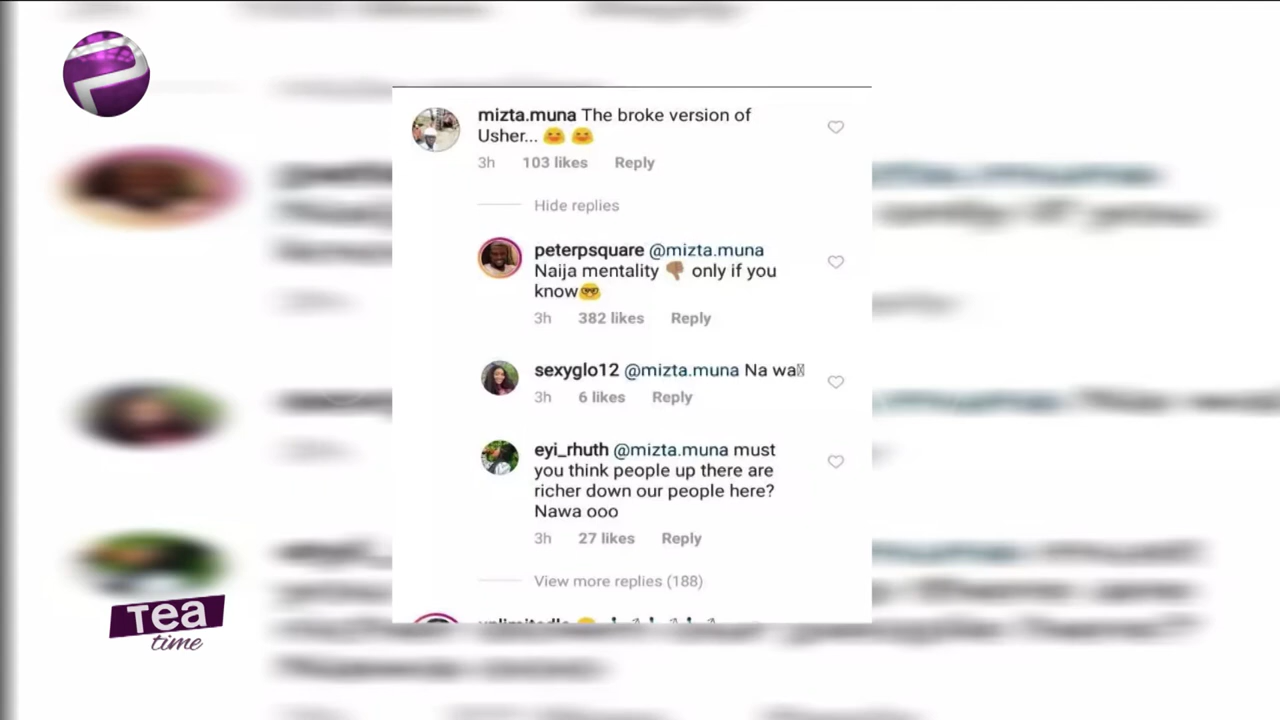 mizta.muna The broke version of
Usher... 😄 😄
3h 103 likes Reply
Hide replies
peterpsquare @mizta.muna
Naija mentality 👎🏽 only if you
know🤓
3h 382 likes Reply
sexyglo12 @mizta.muna Na wa
3h 6 likes Reply
eyi_rhuth @mizta.muna must
you think people up there are
richer down our people here?
Nawa ooo
3h 27 likes Reply
View more replies (188)
Tea
time